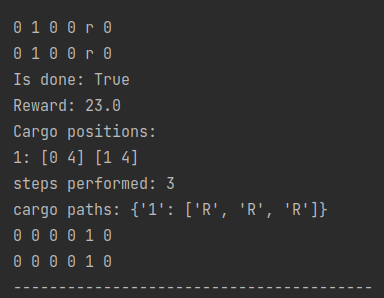 0 1 0 0 r 0
0 1 0 0 r 0
Is done: True
Reward: 23.0
Cargo positions:
1: [0 4] [1 4]
steps performed: 3
cargo paths: {'1': ['R', 'R', 'R']}
0 0 0 0 1 0
0 0 0 0 1 0
----------------------------------------